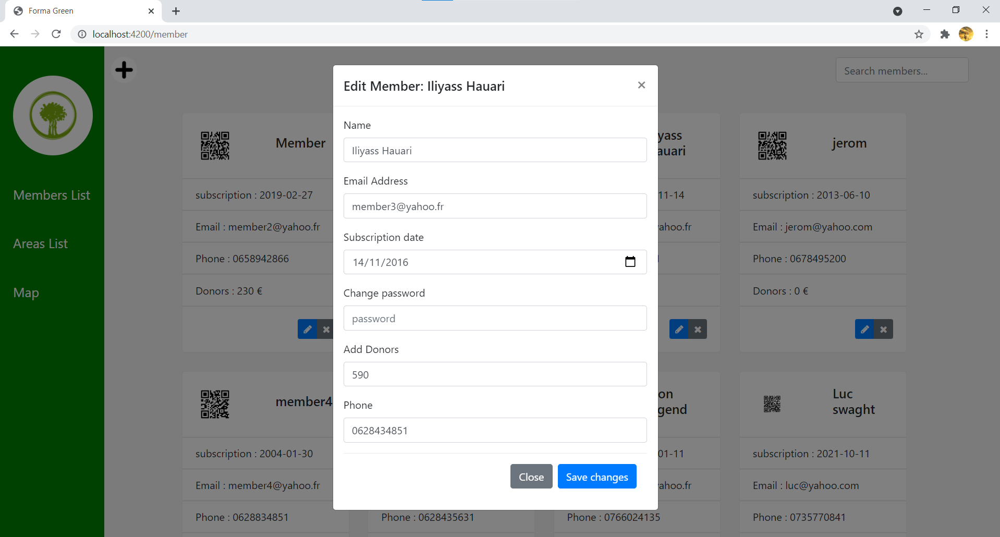 Forma Green
localhost:4200/member
Search members...
Members List
Areas List
Map
Edit Member: Iliyass Hauari
×
Name
Iliyass Hauari
Email Address
member3@yahoo.fr
Subscription date
14/11/2016
Change password
password
Add Donors
590
Phone
0628434851
Close
Save changes
Member
subscription : 2019-02-27
Email : member2@yahoo.fr
Phone : 0658942866
Donors : 230 €
yass
auari
11-14
ahoo.fr
jerom
subscription : 2013-06-10
Email : jerom@yahoo.com
Phone : 0678495200
Donors : 0 €
member4
subscription : 2004-01-30
Email : member4@yahoo.fr
Phone : 0628834851
Phone : 0628435631
on
gend
01-11
ahoo.fr
Phone : 0766024135
Luc
swaght
subscription : 2021-10-11
Email : luc@yahoo.com
Phone : 0735770841